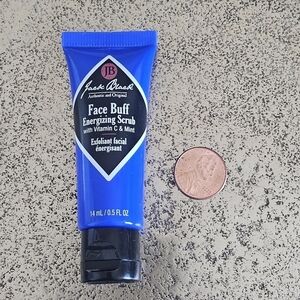 JB
Jack Black
Authentic and Original
Face Buff
Energizing Scrub
with Vitamin C & Mint
Exfoliant facial
énergisant
14 mL / 0.5 FL OZ